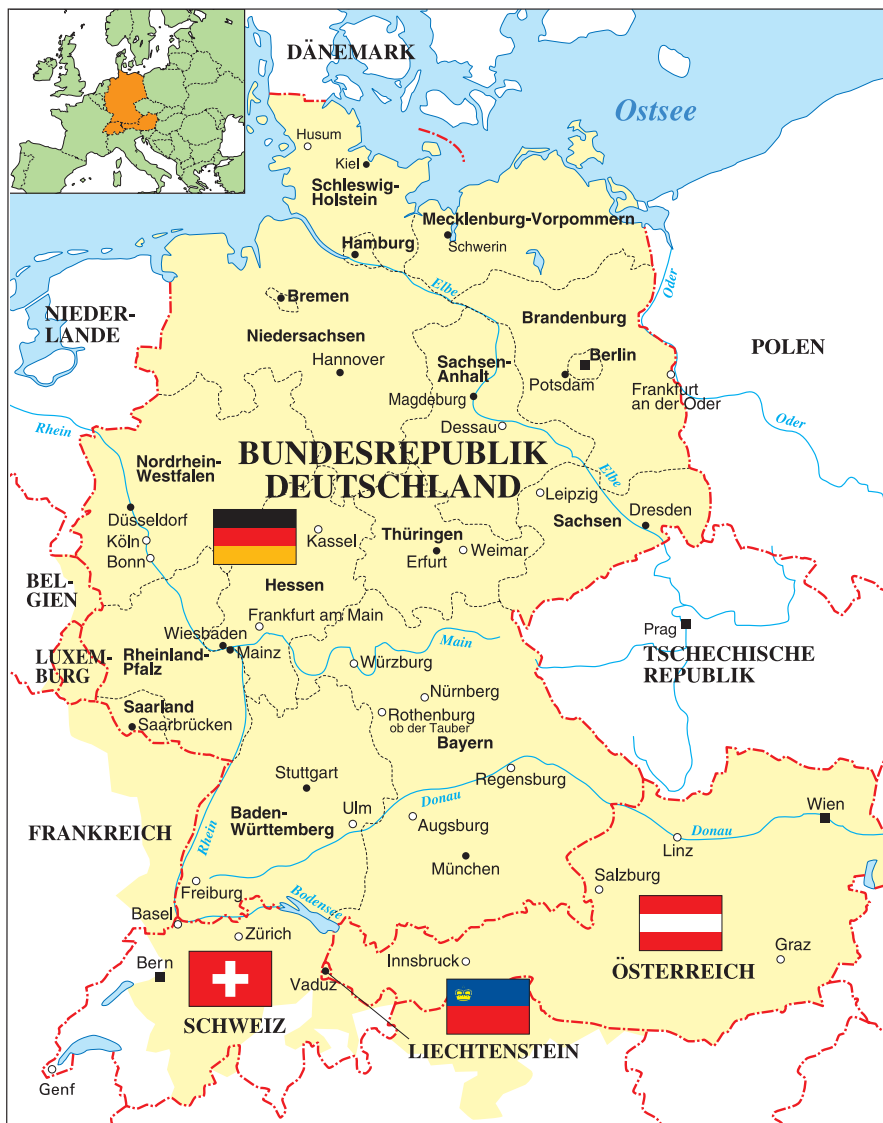 DÄNEMARK
Ostsee
Husum
Kiel
Schleswig-
Holstein
Mecklenburg-Vorpommern
Schwerin
Hamburg
Elbe
Oder
Bremen
NIEDER-
LANDE
Niedersachsen
Brandenburg
Hannover
Sachsen-
Anhalt
Berlin
POLEN
Potsdam
Magdeburg
Frankfurt
an der Oder
Dessau
Oder
Rhein
BUNDESREPUBLIK
DEUTSCHLAND
Nordrhein-
Westfalen
Elbe
Leipzig
Düsseldorf
Sachsen
Dresden
Köln
Kassel
Thüringen
Bonn
Erfurt
Weimar
BEL-
GIEN
Hessen
Frankfurt am Main
Wiesbaden
Main
Prag
LUXEM-
BURG
Rheinland-
Pfalz
Mainz
Würzburg
TSCHECHISCHE
REPUBLIK
Nürnberg
Saarland
Saarbrücken
Rothenburg
ob der Tauber
Bayern
Stuttgart
Regensburg
FRANKREICH
Rhein
Baden-
Württemberg
Ulm
Donau
Augsburg
Wien
Donau
Linz
München
Freiburg
Bodensee
Salzburg
Basel
Zürich
Bern
Innsbruck
Graz
ÖSTERREICH
Vaduz
SCHWEIZ
LIECHTENSTEIN
Genf